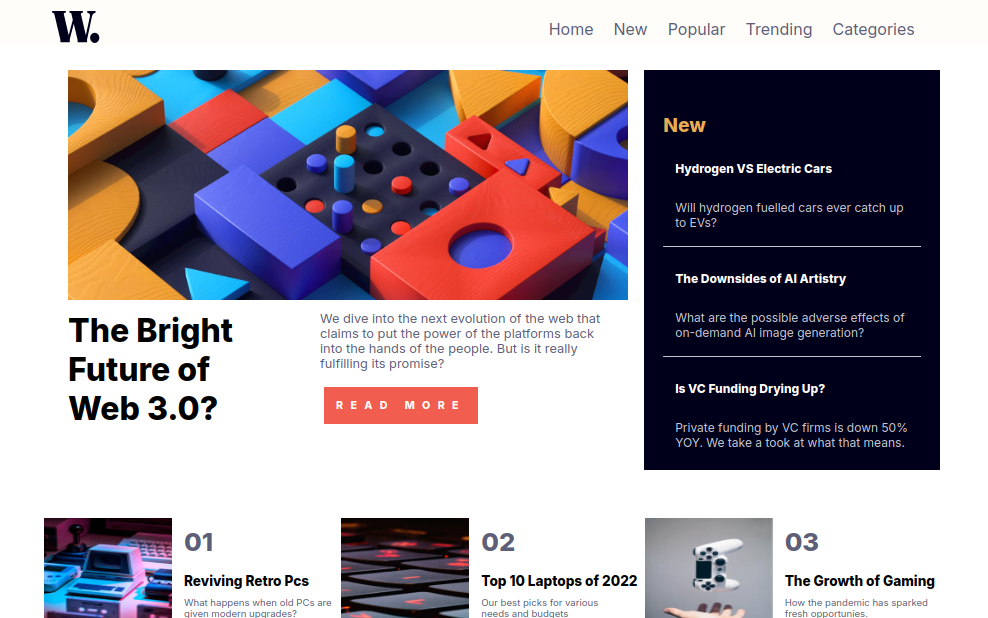 W.
Home New Popular Trending Categories
The Bright
Future of
Web 3.0?
We dive into the next evolution of the web that
claims to put the power of the platforms back
into the hands of the people. But is it really
fulfilling its promise?
READ MORE
New
Hydrogen VS Electric Cars
Will hydrogen fuelled cars ever catch up
to EVs?
The Downsides of AI Artistry
What are the possible adverse effects of
on-demand AI image generation?
Is VC Funding Drying Up?
Private funding by VC firms is down 50%
YOY. We take a took at what that means.
01
Reviving Retro Pcs
What happens when old PCs are
given modern upgrades?
02
Top 10 Laptops of 2022
Our best picks for various
needs and budgets
03
The Growth of Gaming
How the pandemic has sparked
fresh opportunies.